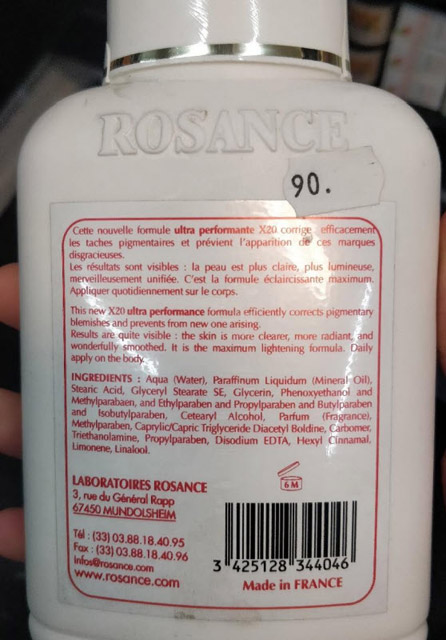 ROSANCE
90.
Cette nouvelle formule ultra performante X20 corrige efficacement
les taches pigmentaires et prévient l'apparition de ces marques
disgracieuses.
Les résultats sont visibles : la peau est plus claire, plus lumineuse,
merveilleusement unifiée. C'est la formule éclaircissante maximum.
Appliquer quotidiennement sur le corps.
This new X20 ultra performance formula efficiently corrects pigmentary
blemishes and prevents from new one arising.
Results are quite visible : the skin is more clearer, more radiant, and
wonderfully smoothed. It is the maximum lightening formula. Daily
apply on the body.
INGREDIENTS : Aqua (Water), Paraffinum Liquidum (Mineral Oil),
Stearic Acid, Glyceryl Stearate SE, Glycerin, Phenoxyethanol and
Methylparabaen, and Ethylparaben and Propylparaben and Butylparaben
and Isobutylparaben, Cetearyl Alcohol, Parfum (Fragrance),
Methylparaben, Caprylic/Capric Triglyceride Diacetyl Boldine, Carbomer,
Triethanolamine, Propylparaben, Disodium EDTA, Hexyl Cinnamal,
Limonene, Linalool.
LABORATOIRES ROSANCE
3, rue du Général Rapp
67450 MUNDOLSHEIM
Tél : (33) 03.88.18.40.95
Fax : (33) 03.88.18.40.96
infos@rosance.com
www.rosance.com
6 M
3 425128 344046
Made in FRANCE